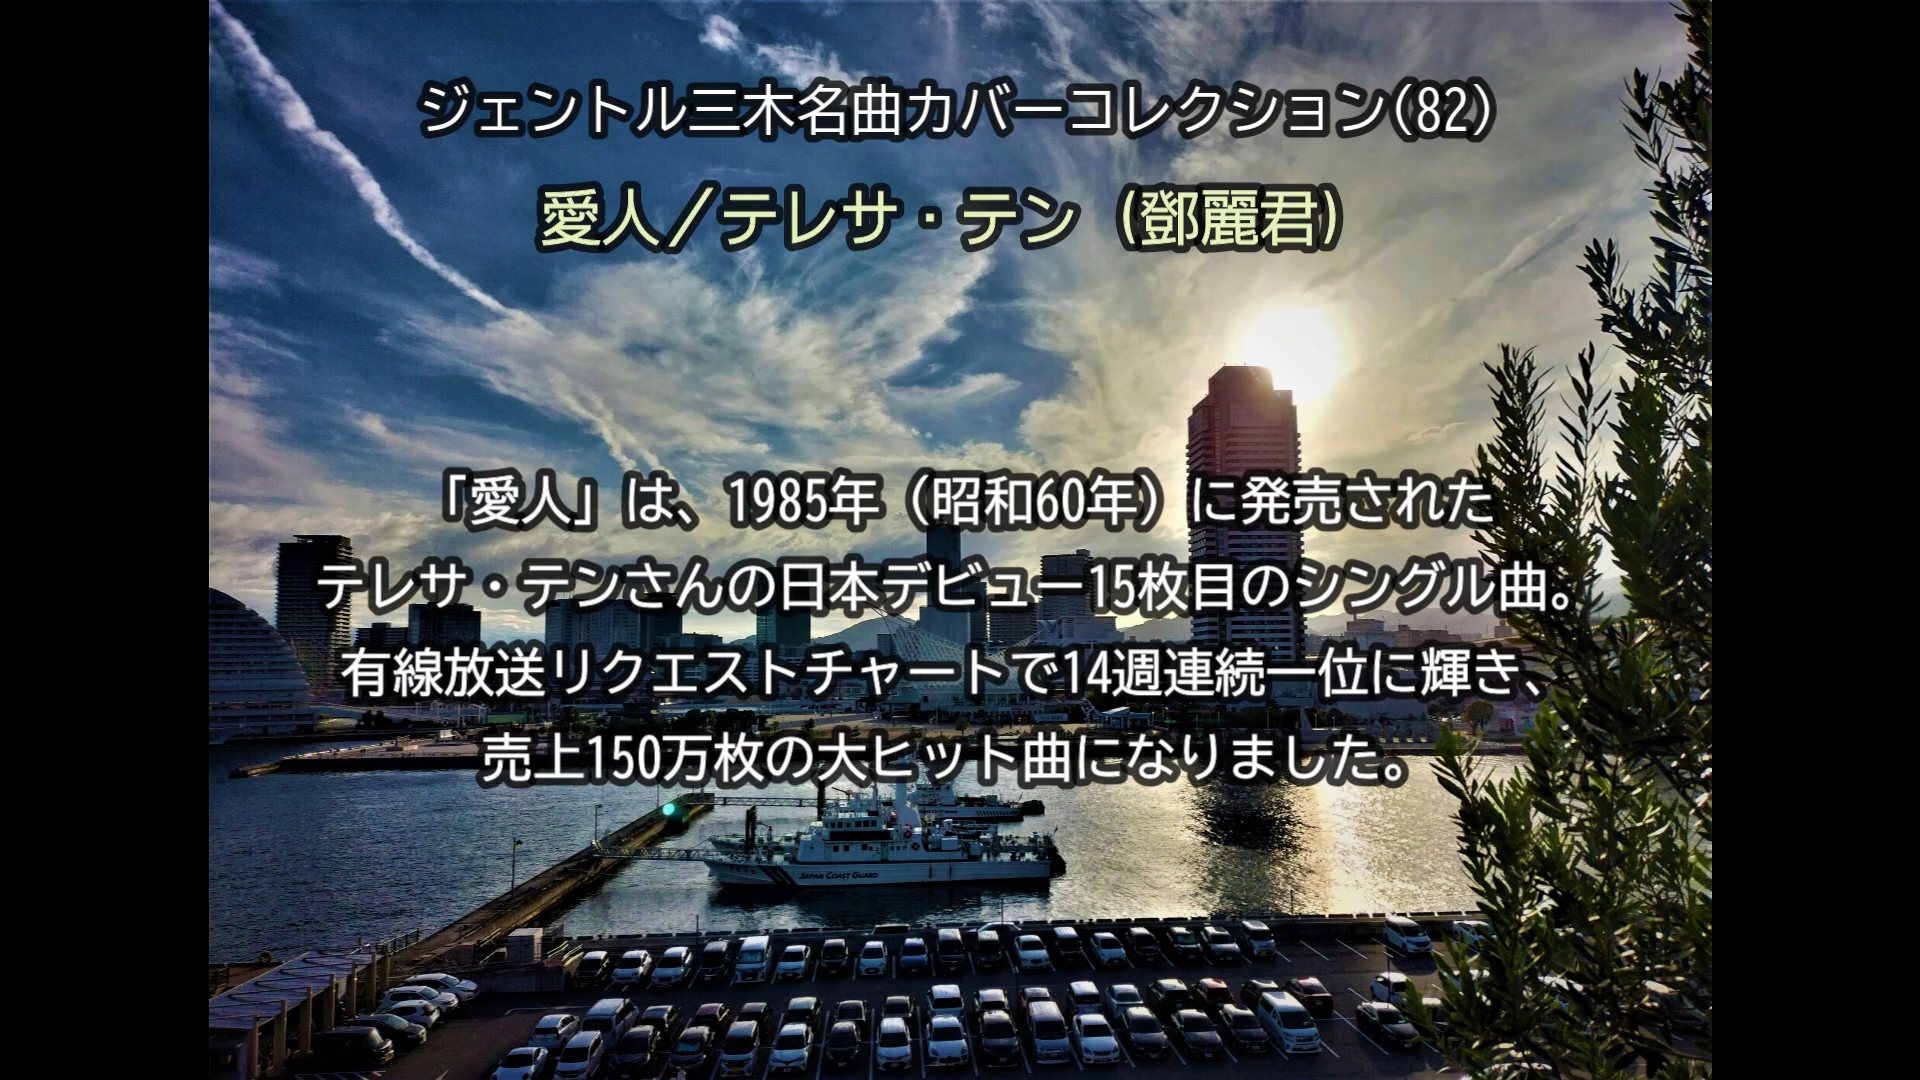 ジェントル三木名曲カバーコレクション(82)
愛人／テレサ・テン（鄧麗君）
「愛人」は、1985年（昭和60年）に発売された
テレサ・テンさんの日本デビュー15枚目のシングル曲。
有線放送リクエストチャートで14週連続一位に輝き、
売上150万枚の大ヒット曲になりました。
JAPAN COAST GUARD